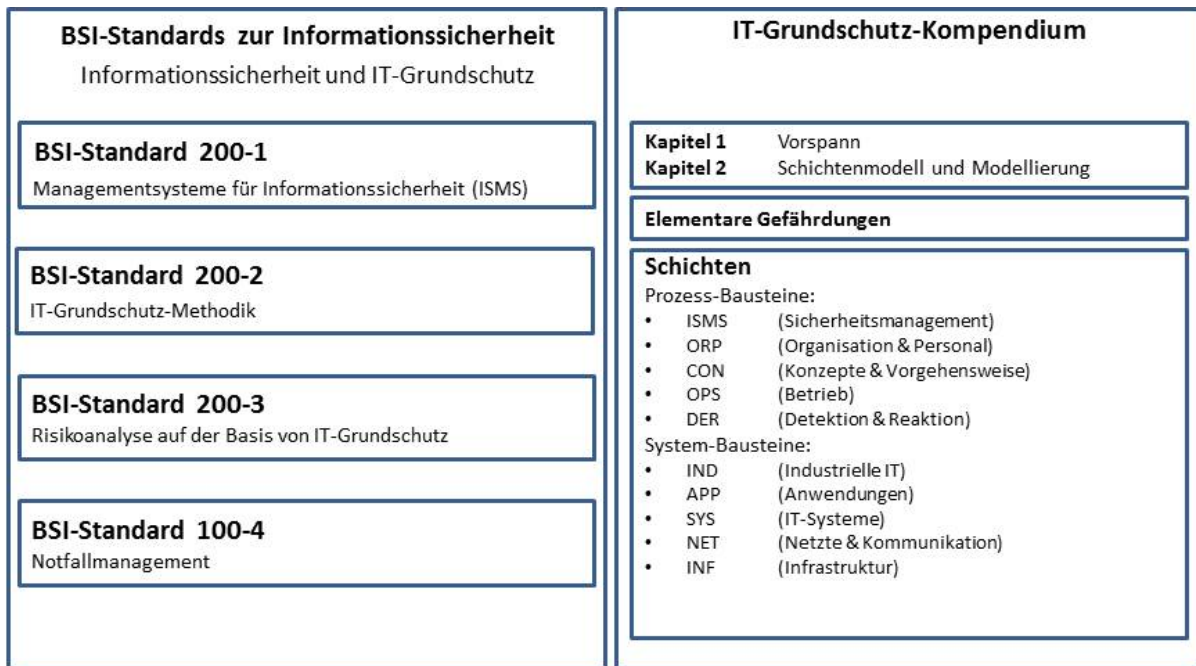 BSI-Standards zur Informationssicherheit
Informationssicherheit und IT-Grundschutz
BSI-Standard 200-1
Managementsysteme für Informationssicherheit (ISMS)
BSI-Standard 200-2
IT-Grundschutz-Methodik
BSI-Standard 200-3
Risikoanalyse auf der Basis von IT-Grundschutz
BSI-Standard 100-4
Notfallmanagement
IT-Grundschutz-Kompendium
Kapitel 1 Vorspann
Kapitel 2 Schichtenmodell und Modellierung
Elementare Gefährdungen
Schichten
Prozess-Bausteine:
• ISMS (Sicherheitsmanagement)
• ORP (Organisation & Personal)
• CON (Konzepte & Vorgehensweise)
• OPS (Betrieb)
• DER (Detektion & Reaktion)
System-Bausteine:
• IND (Industrielle IT)
• APP (Anwendungen)
• SYS (IT-Systeme)
• NET (Netzte & Kommunikation)
• INF (Infrastruktur)